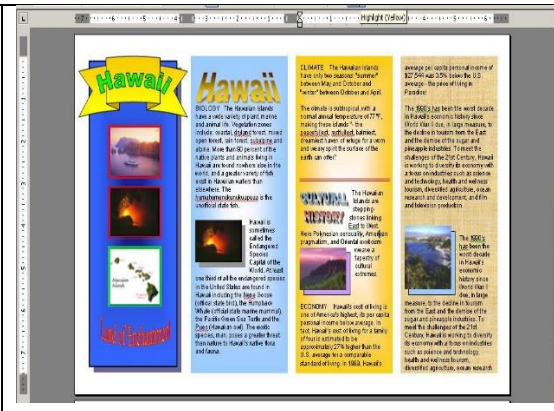 Highlight (Yellow)
Hawaii
Land of Enchantment
Hawaii
BIOLOGY The Hawaiian Islands
have a wide variety of plant, marine
and animal life. Vegetation zones
include: coastal, dryland forest, mixed
open forest, rain forest, subalpine and
alpine. More than 90 percent of the
native plants and animals living in
Hawaii are found nowhere else in the
world, and a greater variety of fish
exist in Hawaiian waters than
elsewhere. The
humuhumunukunukuapuaa is the
unofficial state fish.
Hawaii is
sometimes
called the
Endangered
Species
Capital of the
World. At least
one third of all the endangered species
in the United States are found in
Hawaii including the Nene Goose
(official state bird), the Humpback
Whale (official state marine mammal),
the Pacific Green Sea Turtle and the
Pueo (Hawaiian owl). The exotic
species, man, poses a greater threat
than nature to Hawaii's native flora
and fauna.
CLIMATE The Hawaiian Islands
have only two seasons: "summer"
between May and October and
"winter" between October and April.
The climate is subtropical, with a
normal annual temperature of 77°F,
making these islands "- the
peacefullest, restfullest, balmiest,
dreamiest haven of refuge for a worn
and weary spirit the surface of the
earth can offer."
CULTURAL
HISTORY
The Hawaiian
Islands are
stepping-
stones linking
East to West.
Here Polynesian sensuality, American
pragmatism, and Oriental exoticism
weave a
tapestry of
cultural
extremes.
ECONOMY Hawaii's cost of living is
one of America's highest, its per capita
personal income below average, in
fact. Hawaii's cost of living for a family
of four is estimated to be
approximately 27% higher than the
U.S. average for a comparable
standard of living. In 1999, Hawaii's
average per capita personal income of
$27,544 was 3.5% below the U.S.
average - the price of living in
Paradise!
The 1990's has been the worst decade
in Hawaii's economic history since
World War II due, in large measure, to
the decline in tourism from the East
and the demise of the sugar and
pineapple industries. To meet the
challenges of the 21st Century, Hawaii
is working to diversify its economy with
a focus on industries such as science
and technology, health and wellness
tourism, diversified agriculture, ocean
research and development, and film
and television production.
The 1990's
has been the
worst decade
in Hawaii's
economic
history since
World War II
due, in large
measure, to the decline in tourism
from the East and the demise of the
sugar and pineapple industries. To
meet the challenges of the 21st
Century, Hawaii is working to diversify
its economy with a focus on industries
such as science and technology,
health and wellness tourism,
diversified agriculture, ocean research